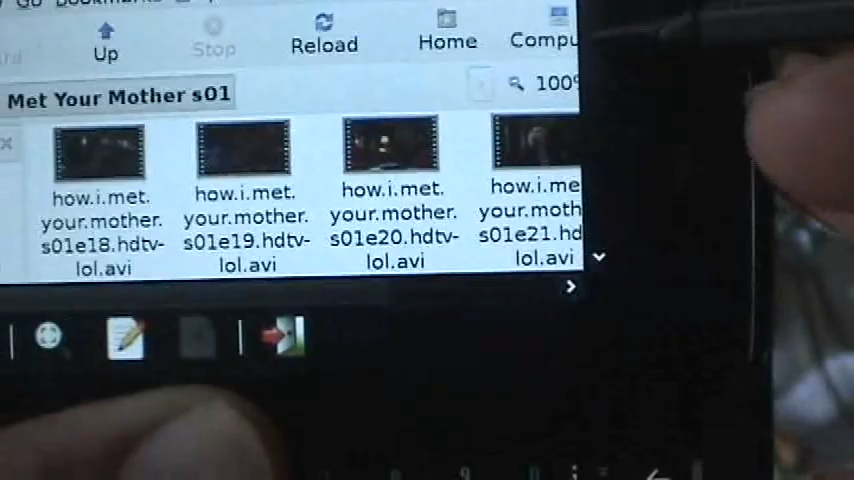 Up
Stop
Reload
Home
Compu
Met Your Mother s01
100%
how.i.met.
your.mother.
s01e18.hdtv-
lol.avi
how.i.met.
your.mother.
s01e19.hdtv-
lol.avi
how.i.met.
your.mother.
s01e20.hdtv-
lol.avi
how.i.me
your.moth
s01e21.hd
lol.avi